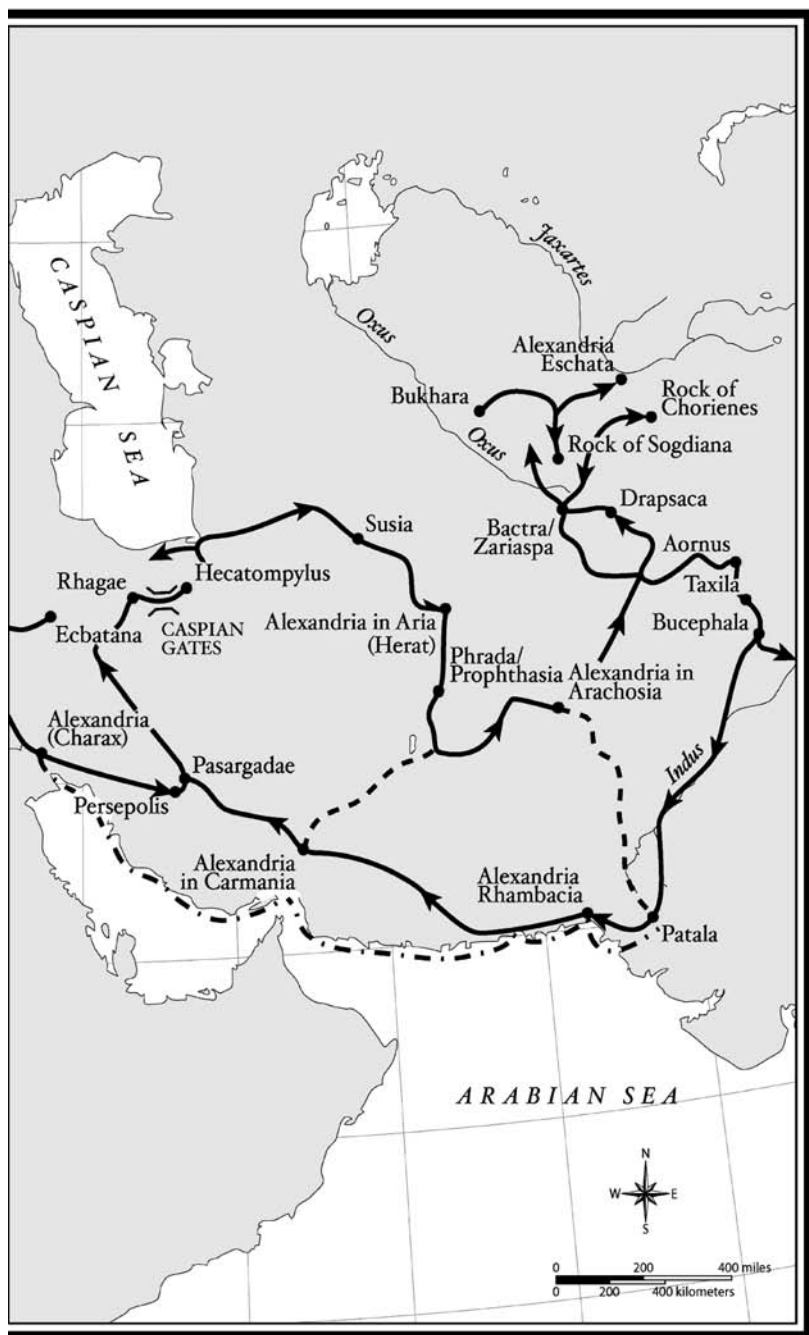 CASPIAN SEA
Jaxartes
Oxus
Alexandria
Eschata
Bukhara
Rock of
Chorienes
Oxus
Rock of Sogdiana
Drapsaca
Bactra/
Zariaspa
Susia
Aornus
Taxila
Hecatompylus
Rhagae
Bucephala
Ecbatana
CASPIAN
GATES
Alexandria in Aria
(Herat)
Phrada/
Prophthasia
Alexandria in
Arachosia
Alexandria
(Charax)
Pasargadae
Indus
Persepolis
Alexandria
in Carmania
Alexandria
Rhambacia
Patala
ARABIAN SEA
N
W E
S
0 200 400 miles
0 200 400 kilometers